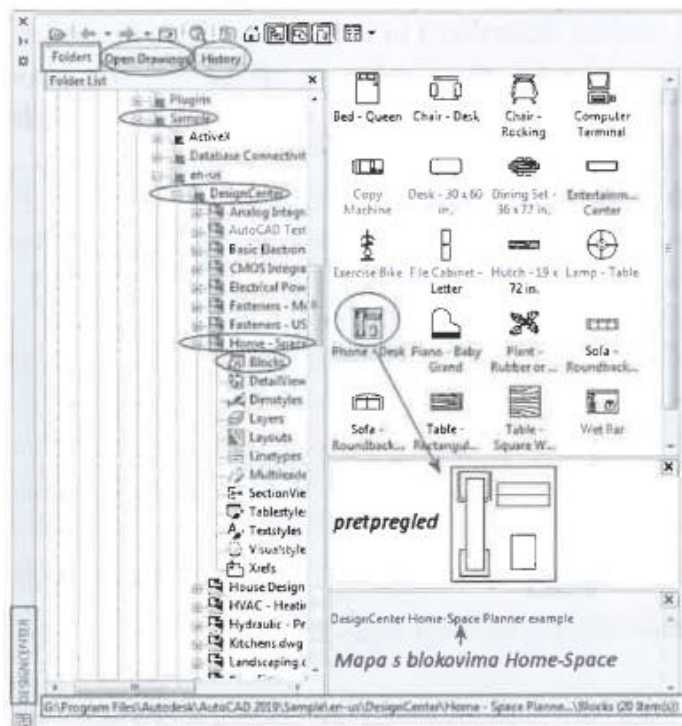 Folders Open Drawings History
Folder List
Plugins
Sample
ActiveX
Database Connectivit
en-us
DesignCenter
Analog Integr
AutoCAD Text
Basic Electron
CMOS Integra
Electrical Pow
Fasteners - Me
Fasteners - US
Home - Space
Blocks
DetailView
Dimstyles
Layers
Layouts
Linetypes
Multileade
SectionVie
Tablestyles
Textstyles
Visualstyle
Xrefs
House Design
HVAC - Heatin
Hydraulic - Pr
Kitchens.dwg
Landscaping.c
Bed - Queen
Chair - Desk
Chair - Rocking
Computer Terminal
Copy Machine
Desk - 30 x 60 in.
Dining Set - 36 x 72 in.
Entertainm... Center
Exercise Bike
File Cabinet - Letter
Hutch - 19 x 72 in.
Lamp - Table
Phone - Desk
Piano - Baby Grand
Plant - Rubber or ...
Sofa - Roundback...
Sofa - Roundback...
Table - Rectangul...
Table - Square W...
Wet Bar
pretpregled
DesignCenter Home-Space Planner example
Mapa s blokovima Home-Space
G:\Program Files\Autodesk\AutoCAD 2019\Sample\en-us\DesignCenter\Home - Space Planne...\Blocks (20 Item(s))